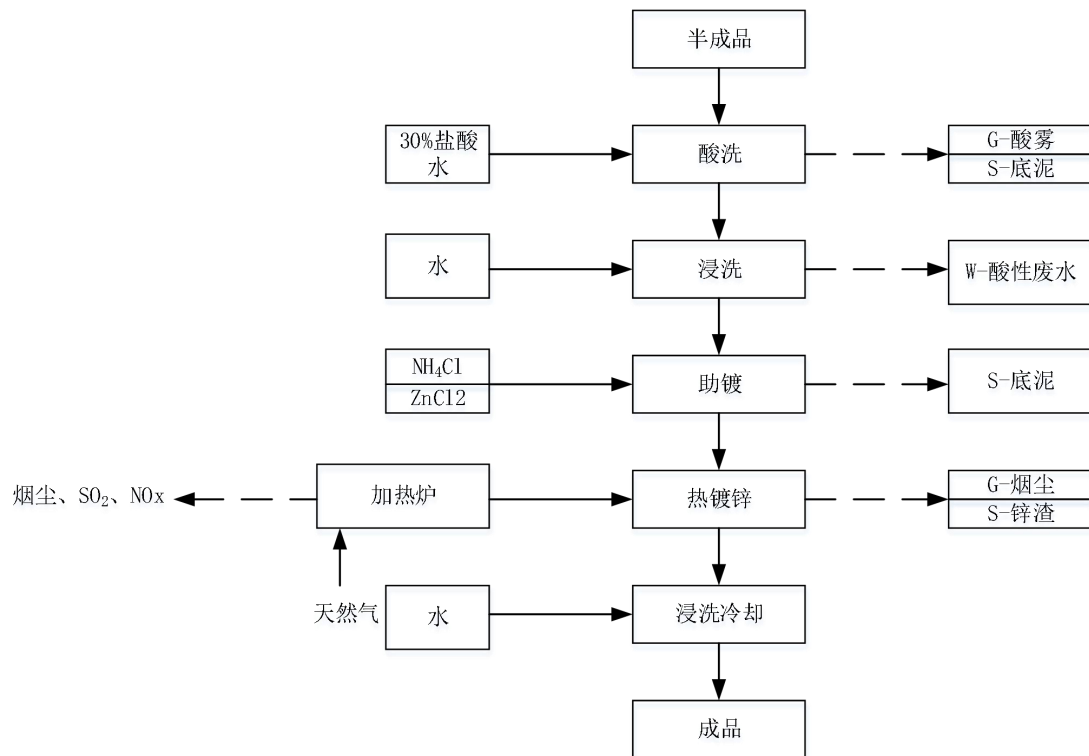 半成品
30%盐酸
水
酸洗
G-酸雾
S-底泥
水
浸洗
W-酸性废水
NH₄Cl
ZnCl2
助镀
S-底泥
烟尘、SO₂、NOx
加热炉
热镀锌
G-烟尘
S-锌渣
天然气
水
浸洗冷却
成品